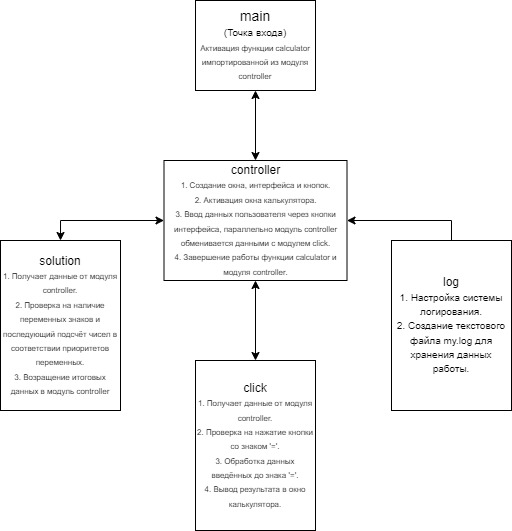 main
(Точка входа)
Активация функции calculator
импортированной из модуля
controller
controller
1. Создание окна, интерфейса и кнопок.
2. Активация окна калькулятора.
3. Ввод данных пользователя через кнопки
интерфейса, параллельно модуль controller
обменивается данными с модулем click.
4. Завершение работы функции calculator и
модуля controller.
solution
1. Получает данные от модуля
controller.
2. Проверка на наличие
переменных знаков и
последующий подсчёт чисел в
соответствии приоритетов
переменных.
3. Возращение итоговых
данных в модуль controller
log
1. Настройка системы
логирования.
2. Создание текстового
файла my.log для
хранения данных
работы.
click
1. Получает данные от модуля
controller.
2. Проверка на нажатие кнопки
со знаком '='.
3. Обработка данных
введённых до знака '='.
4. Вывод результата в окно
калькулятора.